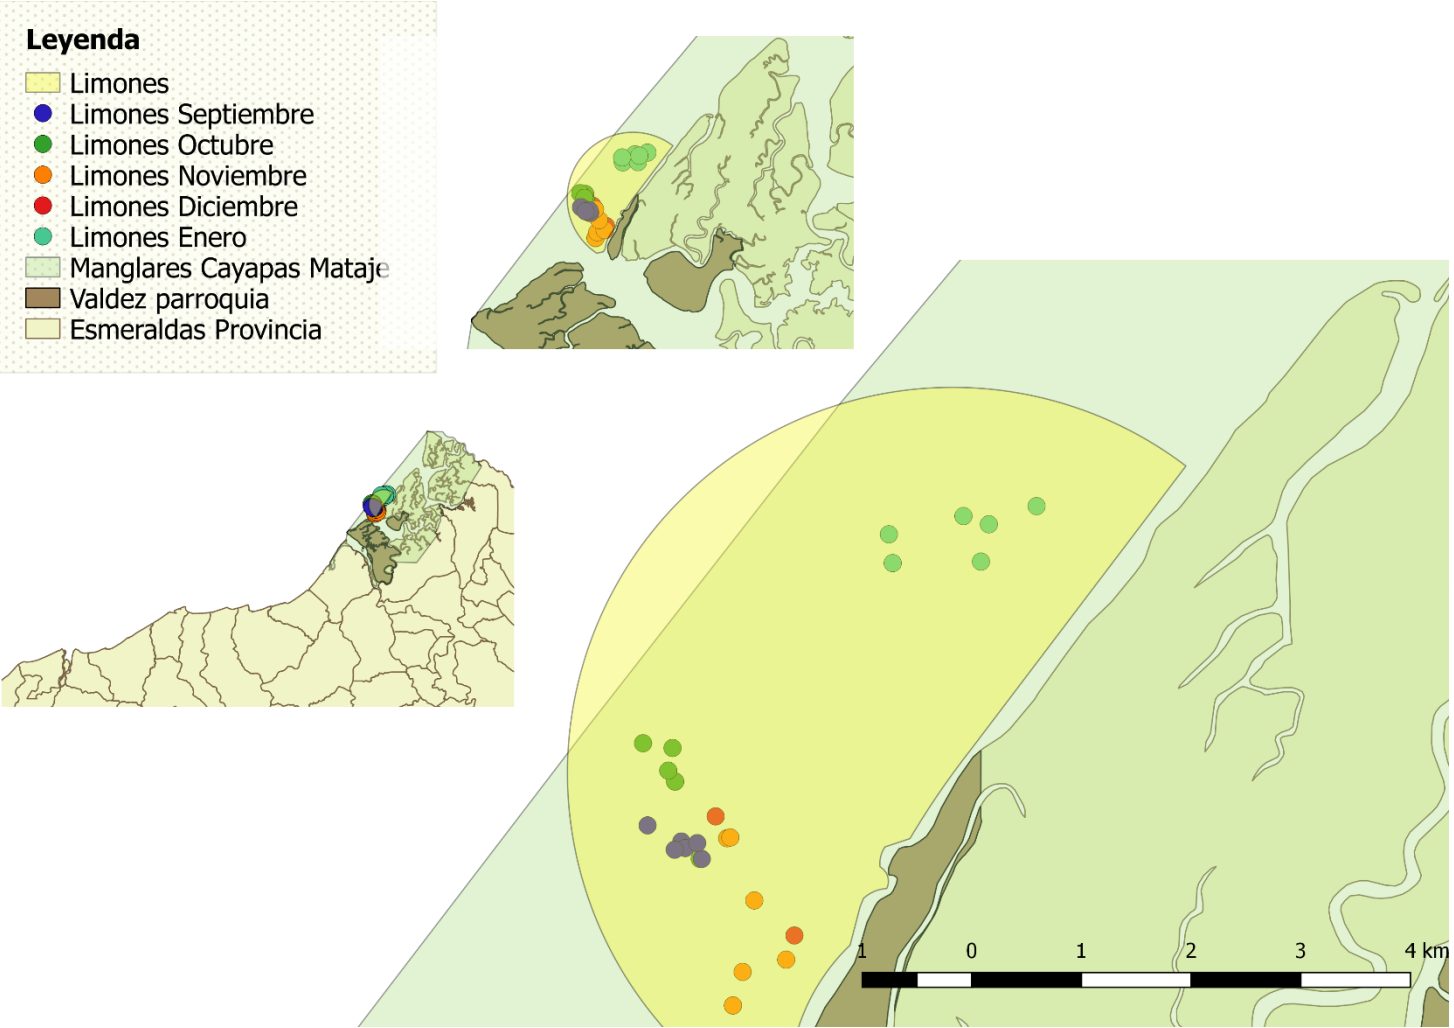 Leyenda
Limones
Limones Septiembre
Limones Octubre
Limones Noviembre
Limones Diciembre
Limones Enero
Manglares Cayapas Mataje
Valdez parroquia
Esmeraldas Provincia
1 0 1 2 3 4 km